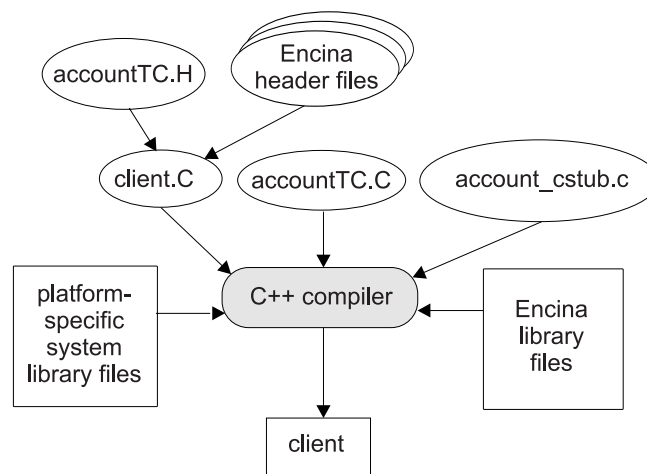 accountTC.H
Encina
header files
client.C
accountTC.C
account_cstub.c
platform-
specific
system
library files
C++ compiler
Encina
library
files
client